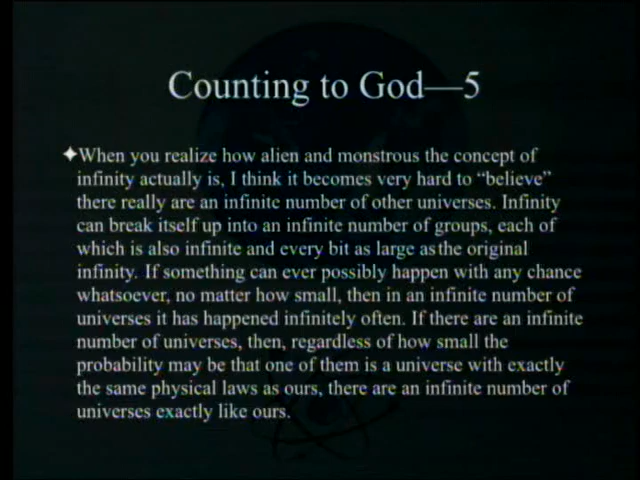 Counting to God—5
✦When you realize how alien and monstrous the concept of
infinity actually is, I think it becomes very hard to “believe”
there really are an infinite number of other universes. Infinity
can break itself up into an infinite number of groups, each of
which is also infinite and every bit as large as the original
infinity. If something can ever possibly happen with any chance
whatsoever, no matter how small, then in an infinite number of
universes it has happened infinitely often. If there are an infinite
number of universes, then, regardless of how small the
probability may be that one of them is a universe with exactly
the same physical laws as ours, there are an infinite number of
universes exactly like ours.